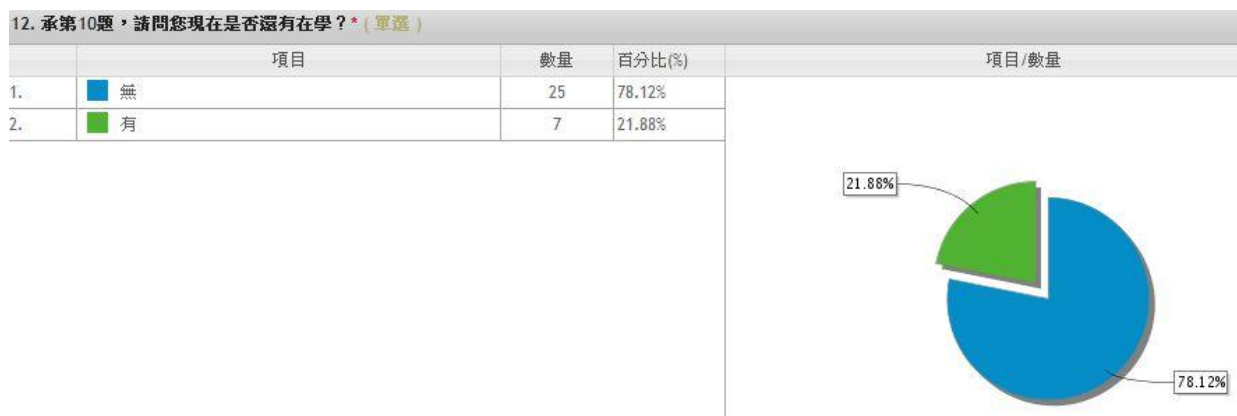 12. 承第10題，請問您現在是否還有在學？*（單選）
項目 數量 百分比(%) 項目/數量
1. 無 25 78.12%
2. 有 7 21.88%
21.88%
78.12%